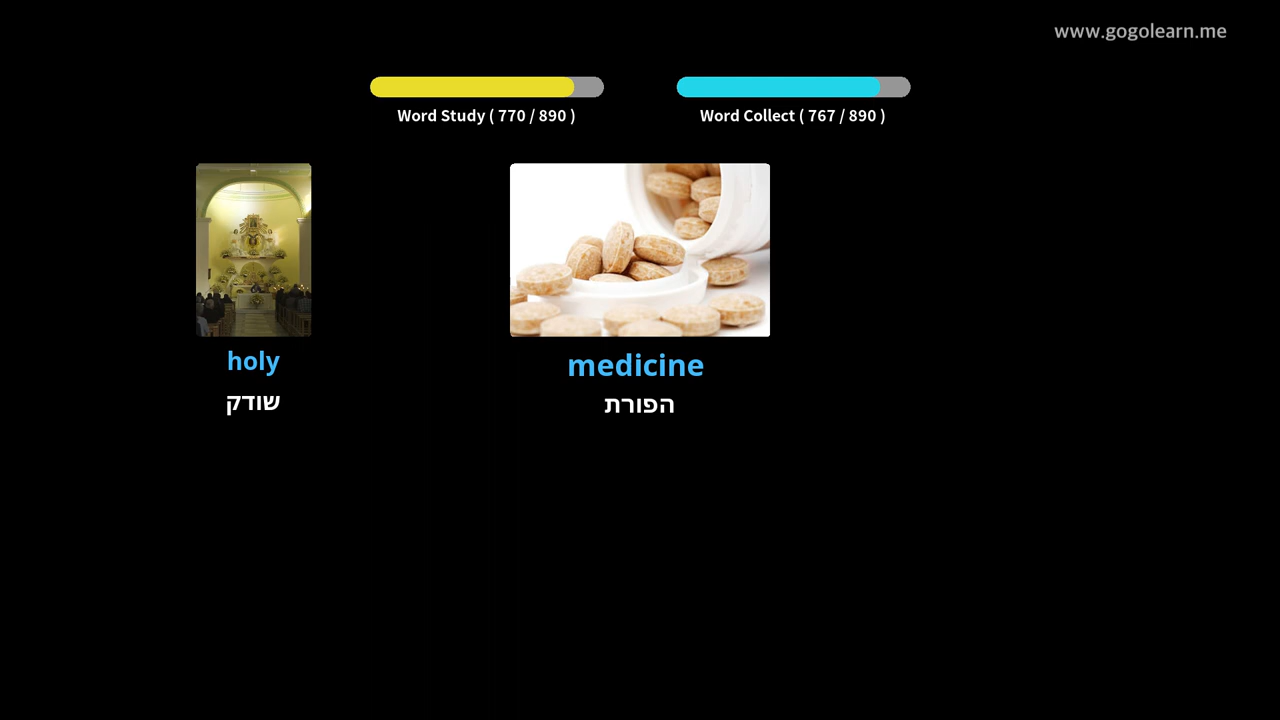 www.gogolearn.me
Word Study ( 770 / 890 )
Word Collect ( 767 / 890 )
holy
שודק
medicine
הפורת